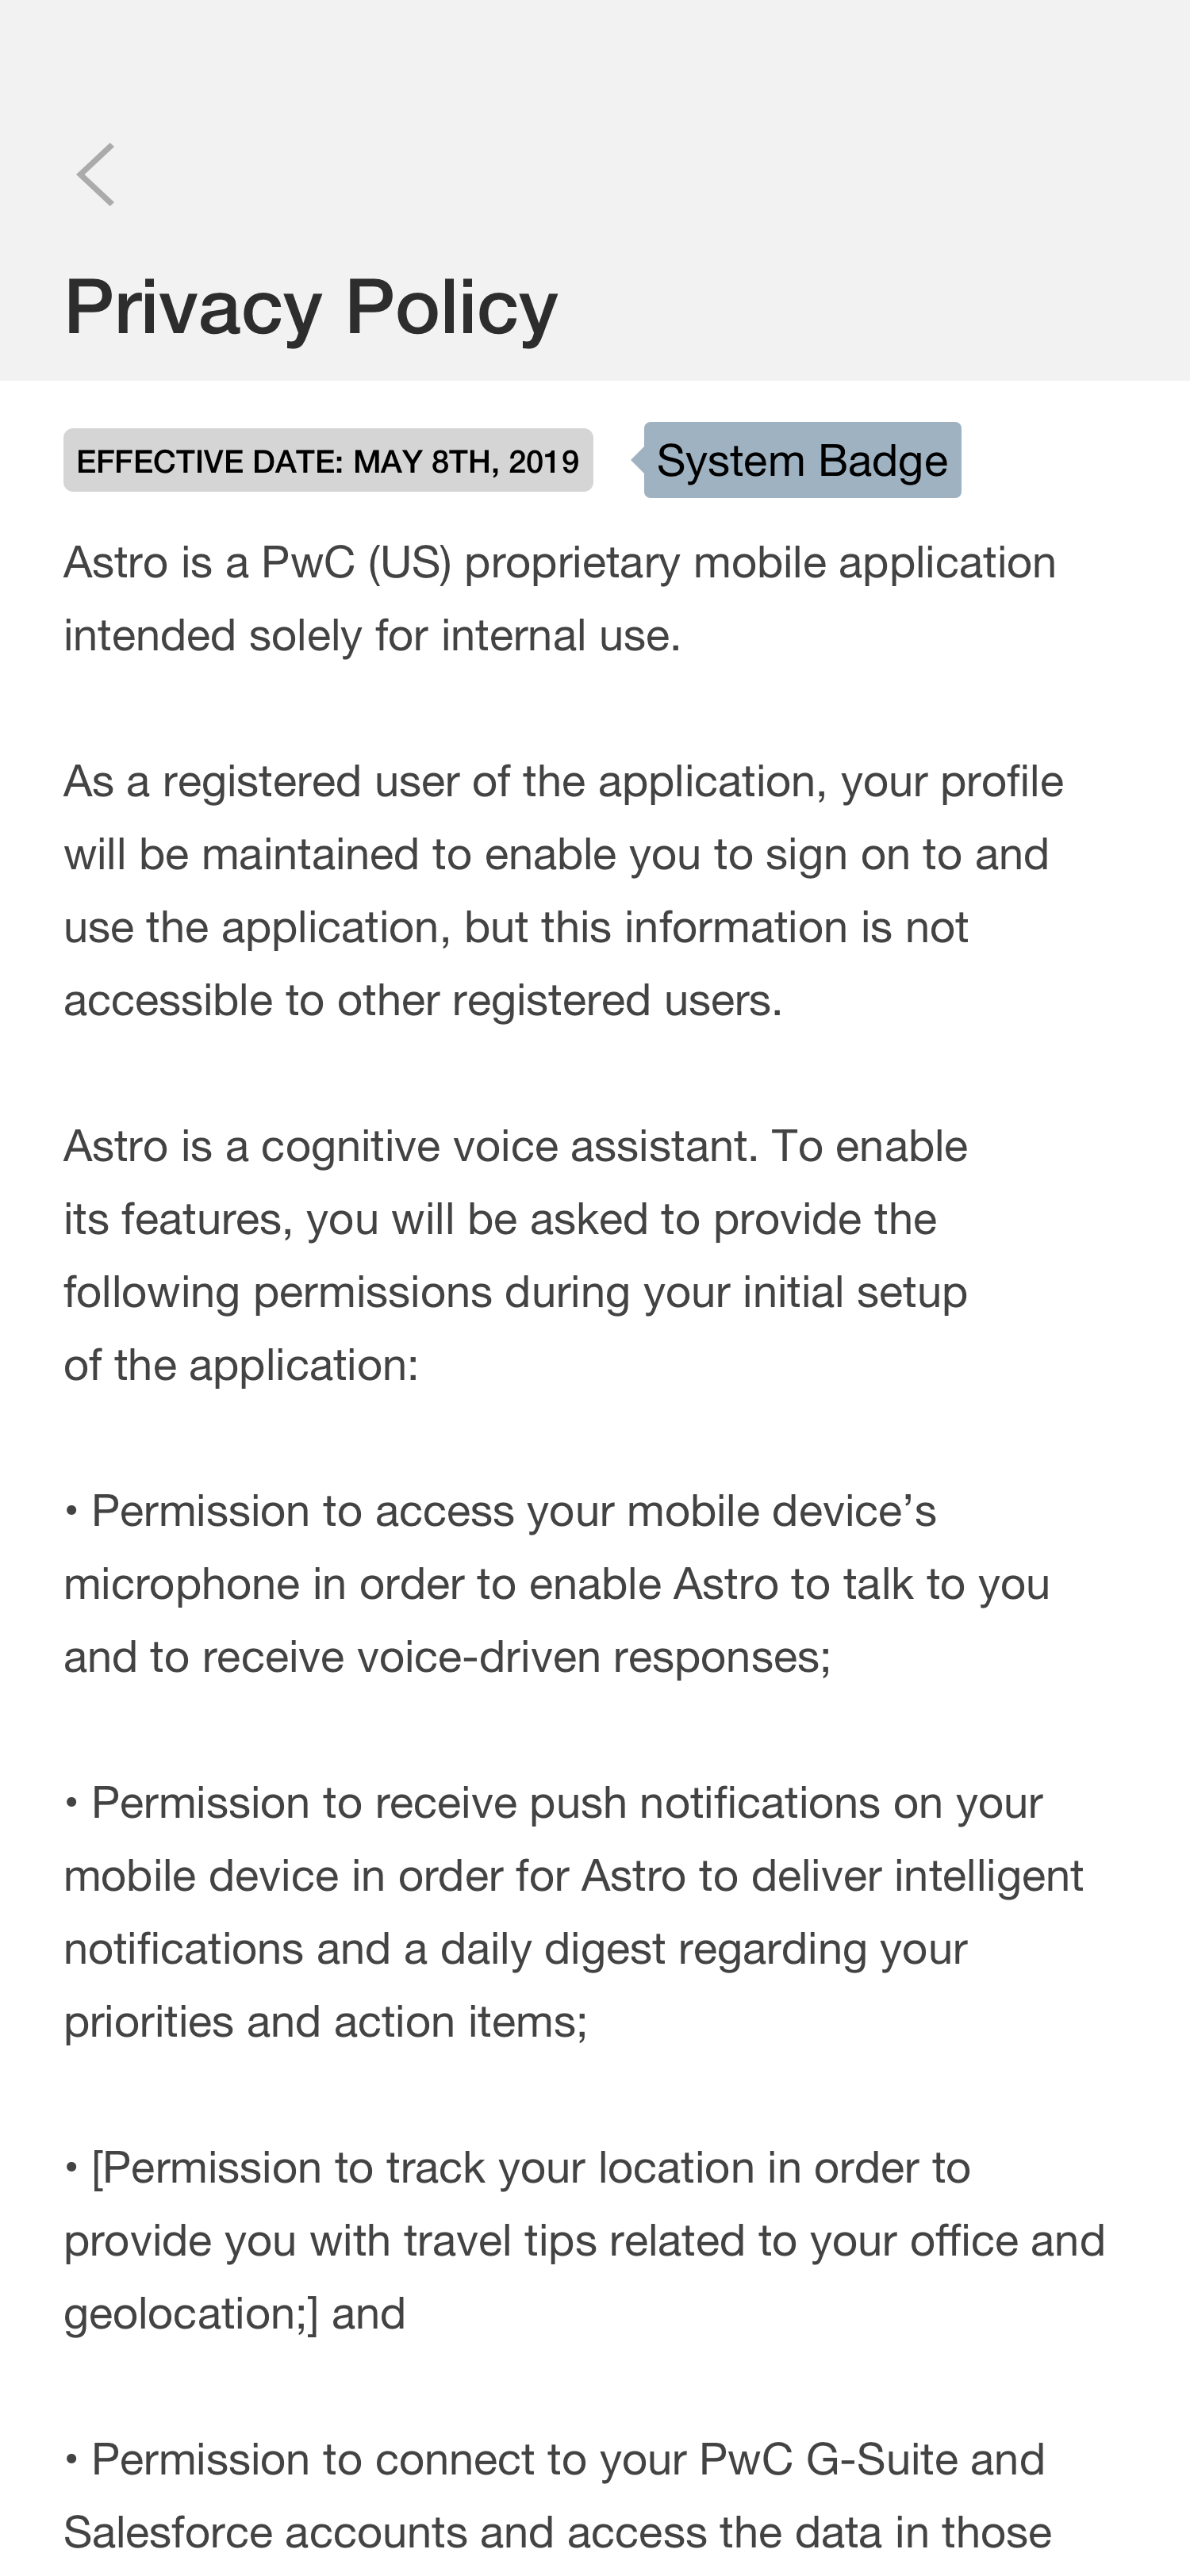 Privacy Policy
EFFECTIVE DATE: MAY 8TH, 2019
System Badge
Astro is a PwC (US) proprietary mobile application
intended solely for internal use.
As a registered user of the application, your profile
will be maintained to enable you to sign on to and
use the application, but this information is not
accessible to other registered users.
Astro is a cognitive voice assistant. To enable
its features, you will be asked to provide the
following permissions during your initial setup
of the application:
• Permission to access your mobile device’s
microphone in order to enable Astro to talk to you
and to receive voice-driven responses;
• Permission to receive push notifications on your
mobile device in order for Astro to deliver intelligent
notifications and a daily digest regarding your
priorities and action items;
• [Permission to track your location in order to
provide you with travel tips related to your office and
geolocation;] and
• Permission to connect to your PwC G-Suite and
Salesforce accounts and access the data in those